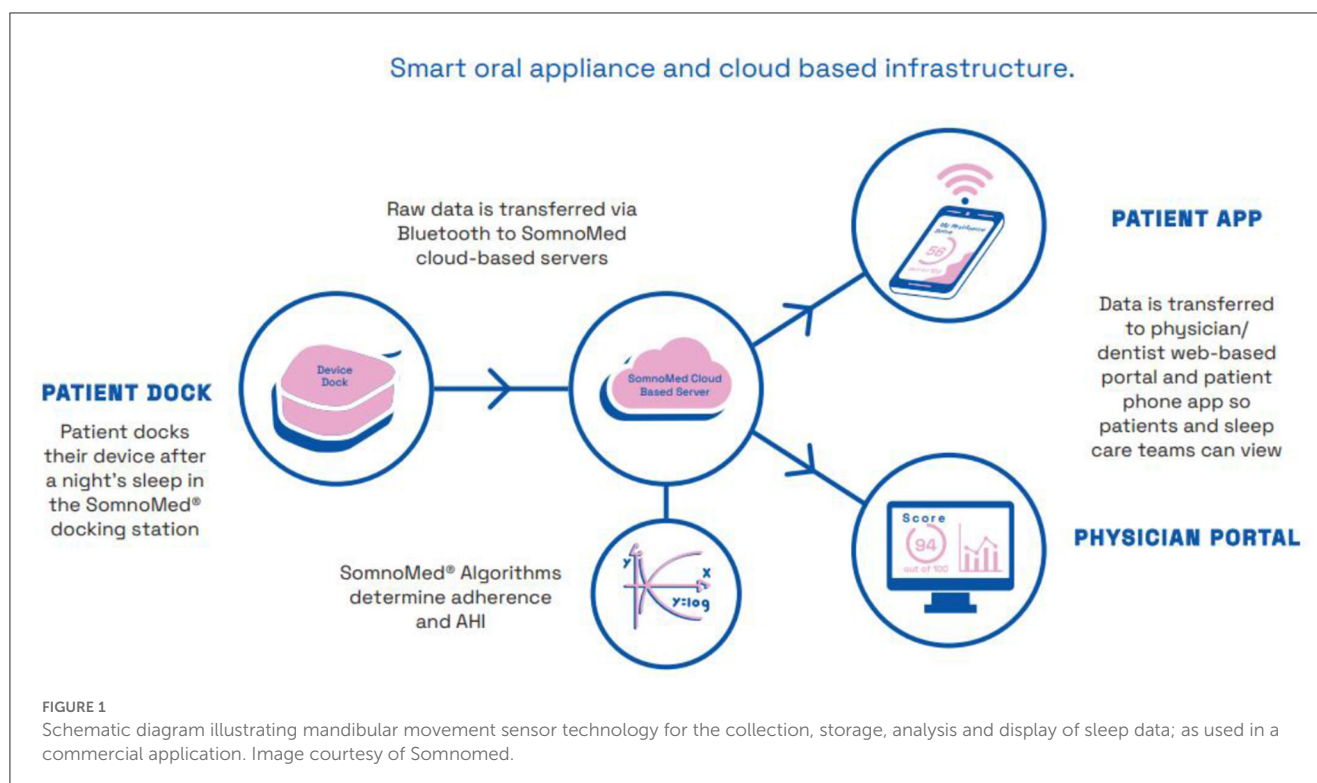 Smart oral appliance and cloud based infrastructure.
Raw data is transferred via
Bluetooth to SomnoMed
cloud-based servers
PATIENT DOCK
Patient docks
their device after
a night's sleep in
the SomnoMed®
docking station
Device
Dock
SomnoMed Cloud
Based Server
SomnoMed® Algorithms
determine adherence
and AHI
y
x
y=log
56
out of 100
PATIENT APP
Data is transferred
to physician/
dentist web-based
portal and patient
phone app so
patients and sleep
care teams can view
Score
94
out of 100
PHYSICIAN PORTAL
FIGURE 1
Schematic diagram illustrating mandibular movement sensor technology for the collection, storage, analysis and display of sleep data; as used in a
commercial application. Image courtesy of Somnomed.